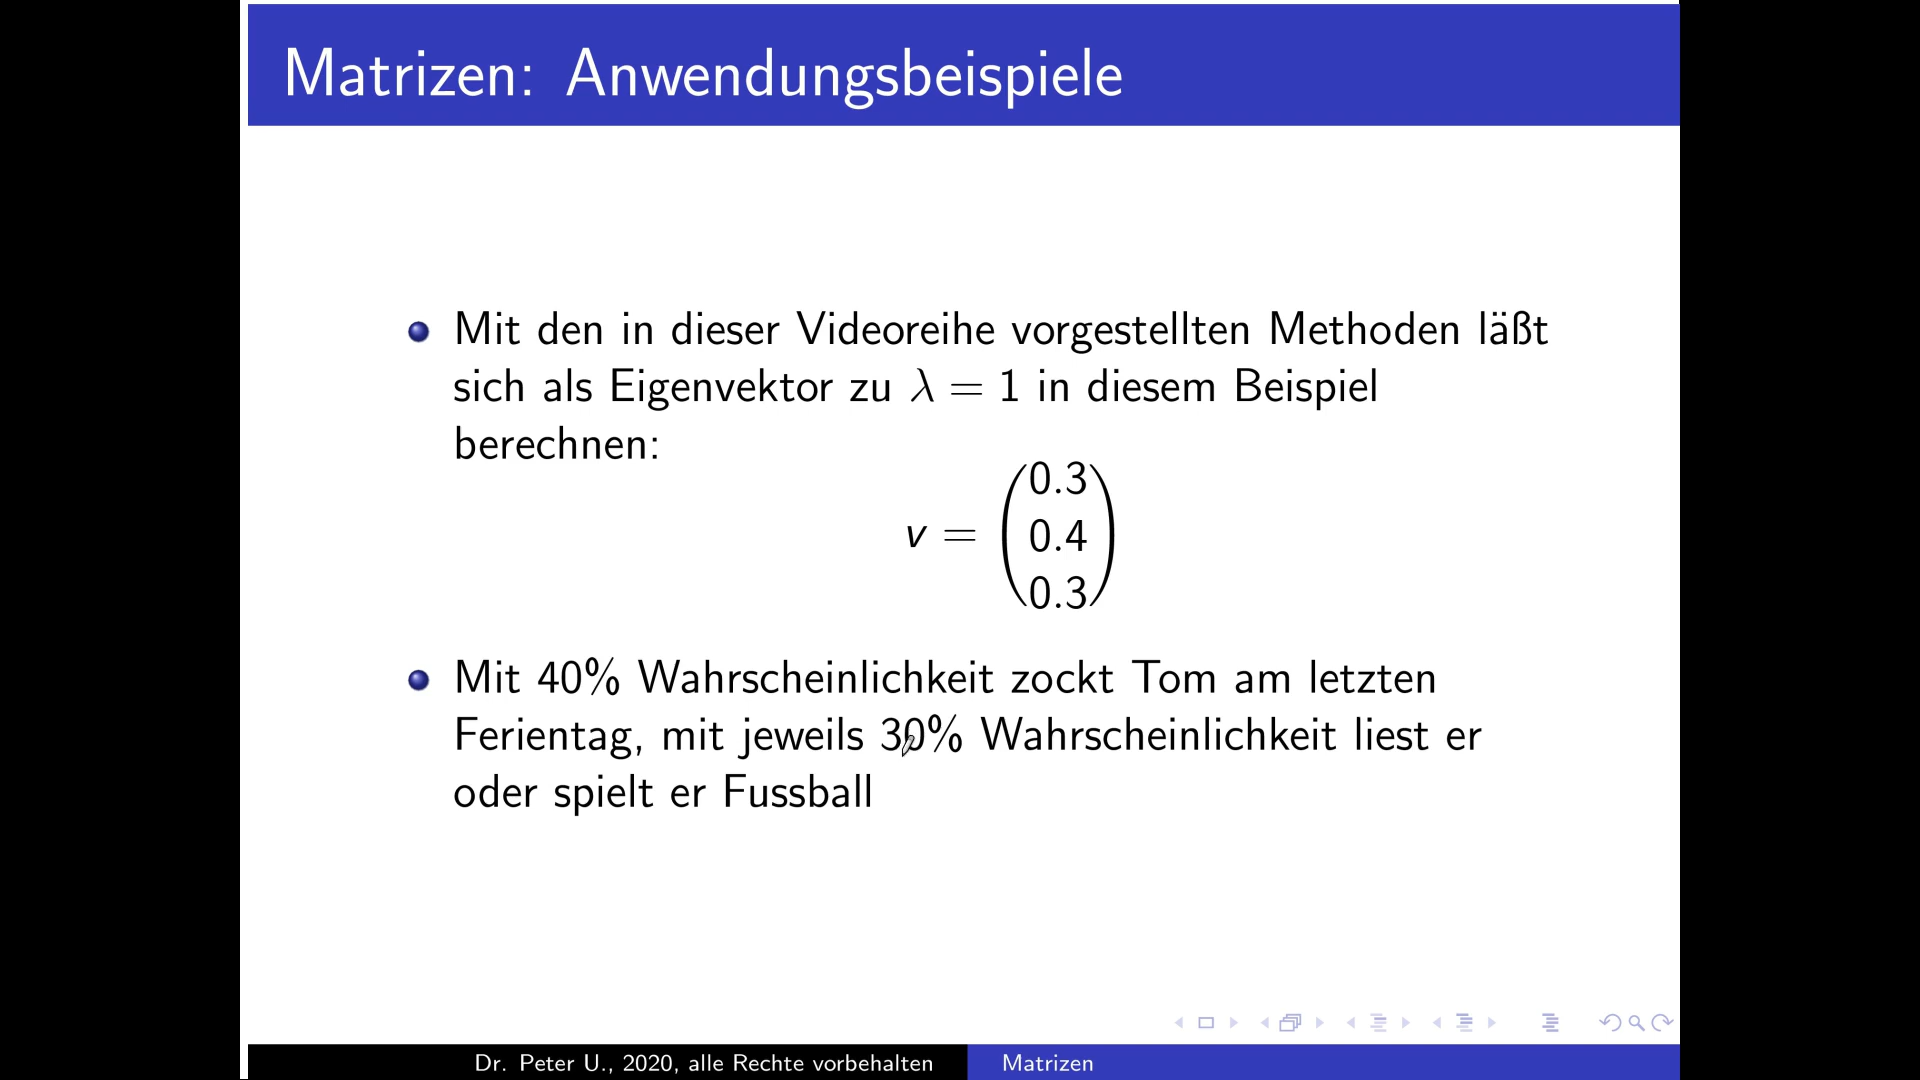 Matrizen: Anwendungsbeispiele
Mit den in dieser Videoreihe vorgestellten Methoden läßt
sich als Eigenvektor zu λ = 1 in diesem Beispiel
berechnen:
0.3
v = 0.4
0.3
Mit 40% Wahrscheinlichkeit zockt Tom am letzten
Ferientag, mit jeweils 30% Wahrscheinlichkeit liest er
oder spielt er Fussball
Dr. Peter U., 2020, alle Rechte vorbehalten Matrizen